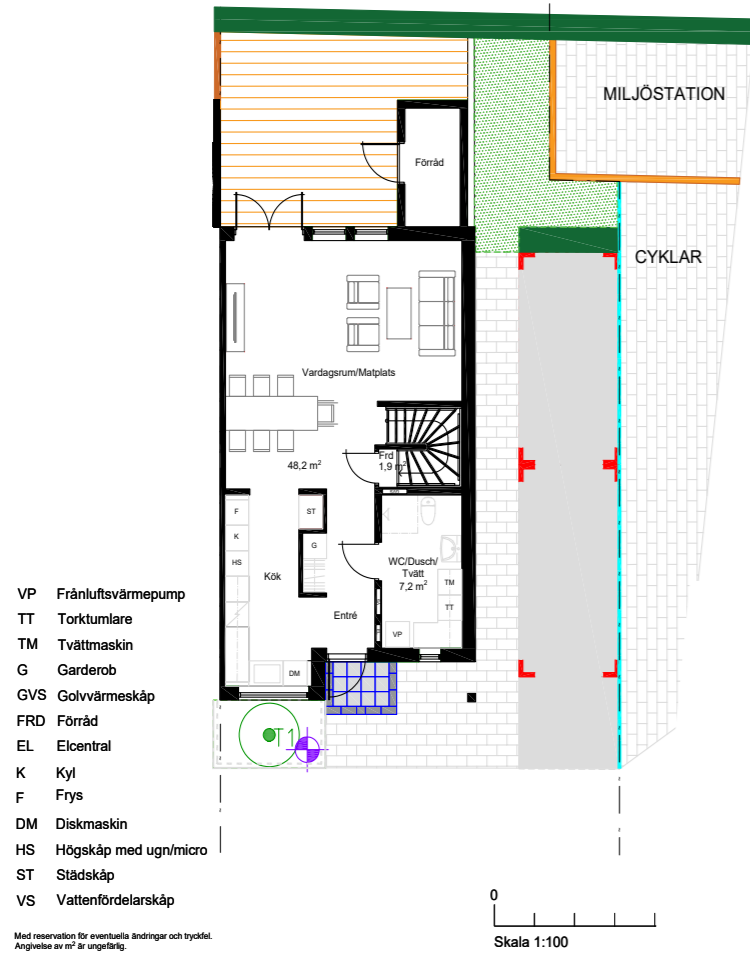 MILJÖSTATION
Förråd
CYKLAR
Vardagsrum/Matplats
Frd
48,2 m²
1,9 m²
F
ST
K
G
HS
WC/Dusch/
Tvätt
7,2 m²
TM
Kök
TT
Entré
VP
DM
T1
VP Frånluftsvärmepump
TT Torktumlare
TM Tvättmaskin
G Garderob
GVS Golvvärmeskåp
FRD Förråd
EL Elcentral
K Kyl
F Frys
DM Diskmaskin
HS Högskåp med ugn/micro
ST Städskåp
VS Vattenfördelarskåp
0
Skala 1:100
Med reservation för eventuella ändringar och tryckfel.
Angivelse av m² är ungefärlig.